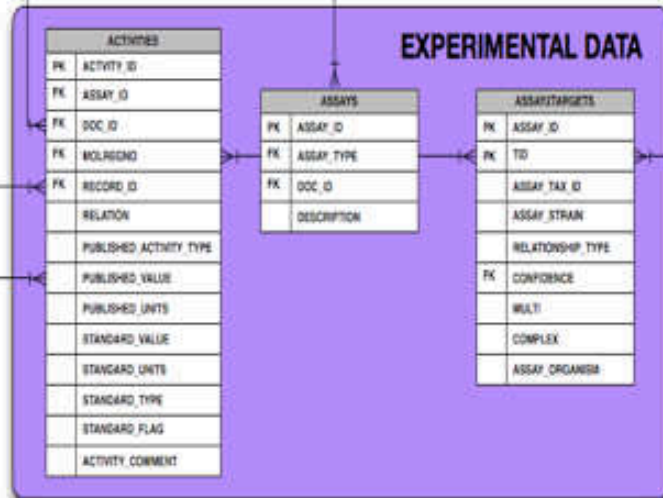 EXPERIMENTAL DATA
ACTIVITIES
PK ACTVITY_ID
FK ASSAY_ID
FK DOC_ID
FK MOLREGNO
FK RECORD_ID
RELATION
PUBLISHED_ACTIVITY_TYPE
PUBLISHED_VALUE
PUBLISHED_UNITS
STANDARD_VALUE
STANDARD_UNITS
STANDARD_TYPE
STANDARD_FLAG
ACTIVITY_COMMENT
ASSAYS
PK ASSAY_ID
FK ASSAY_TYPE
FK DOC_ID
DESCRIPTION
ASSAY2TARGETS
PK ASSAY_ID
PK TID
ASSAY_TAX_ID
ASSAY_STRAIN
RELATIONSHIP_TYPE
FK CONFIDENCE
MULTI
COMPLEX
ASSAY_ORGANISM